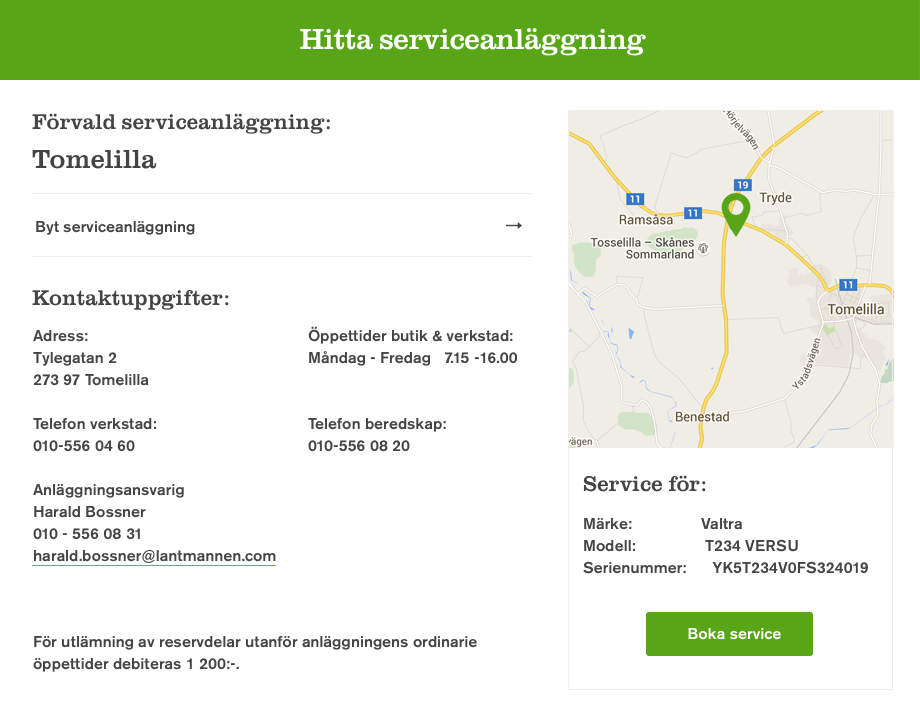 Hitta serviceanläggning
Förvald serviceanläggning:
Tomelilla
Byt serviceanläggning
Kontaktuppgifter:
Adress:
Tylegatan 2
273 97 Tomelilla
Öppettider butik & verkstad:
Måndag - Fredag 7.15 -16.00
Telefon verkstad:
010-556 04 60
Telefon beredskap:
010-556 08 20
Anläggningsansvarig
Harald Bossner
010 - 556 08 31
harald.bossner@lantmannen.com
För utlämning av reservdelar utanför anläggningens ordinarie
öppettider debiteras 1 200:-.
Hörjelvägen
19
11
11
Tryde
Ramsåsa
Tosselilla – Skånes
Sommarland
11
Tomelilla
Ystadsvägen
Benestad
vägen
Service för:
Märke: Valtra
Modell: T234 VERSU
Serienummer: YK5T234V0FS324019
Boka service